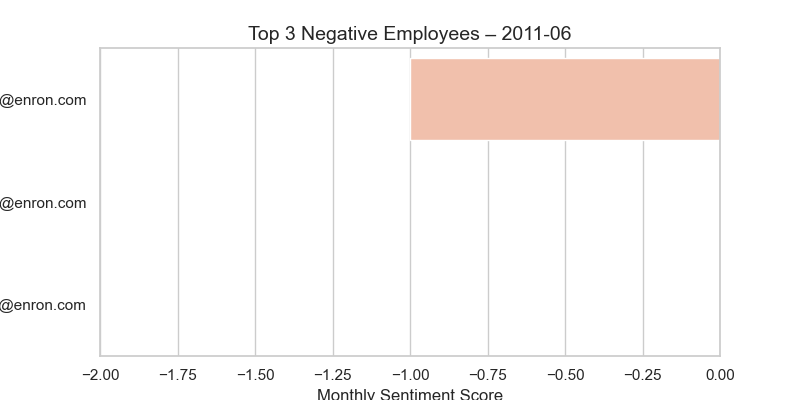 Top 3 Negative Employees – 2011-06
@enron.com
@enron.com
@enron.com
−2.00 −1.75 −1.50 −1.25 −1.00 −0.75 −0.50 −0.25 0.00
Monthly Sentiment Score